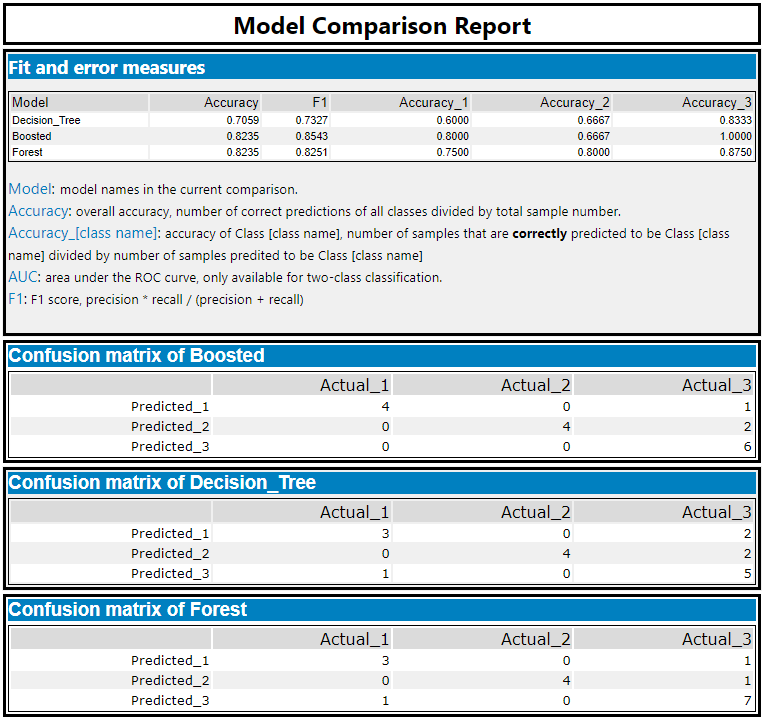 Model Comparison Report
Fit and error measures
Model Accuracy F1 Accuracy_1 Accuracy_2 Accuracy_3
Decision_Tree 0.7059 0.7327 0.6000 0.6667 0.8333
Boosted 0.8235 0.8543 0.8000 0.6667 1.0000
Forest 0.8235 0.8251 0.7500 0.8000 0.8750
Model: model names in the current comparison.
Accuracy: overall accuracy, number of correct predictions of all classes divided by total sample number.
Accuracy_[class name]: accuracy of Class [class name], number of samples that are correctly predicted to be Class [class
name] divided by number of samples predited to be Class [class name]
AUC: area under the ROC curve, only available for two-class classification.
F1: F1 score, precision * recall / (precision + recall)
Confusion matrix of Boosted
Actual_1 Actual_2 Actual_3
Predicted_1 4 0 1
Predicted_2 0 4 2
Predicted_3 0 0 6
Confusion matrix of Decision_Tree
Actual_1 Actual_2 Actual_3
Predicted_1 3 0 2
Predicted_2 0 4 2
Predicted_3 1 0 5
Confusion matrix of Forest
Actual_1 Actual_2 Actual_3
Predicted_1 3 0 1
Predicted_2 0 4 1
Predicted_3 1 0 7